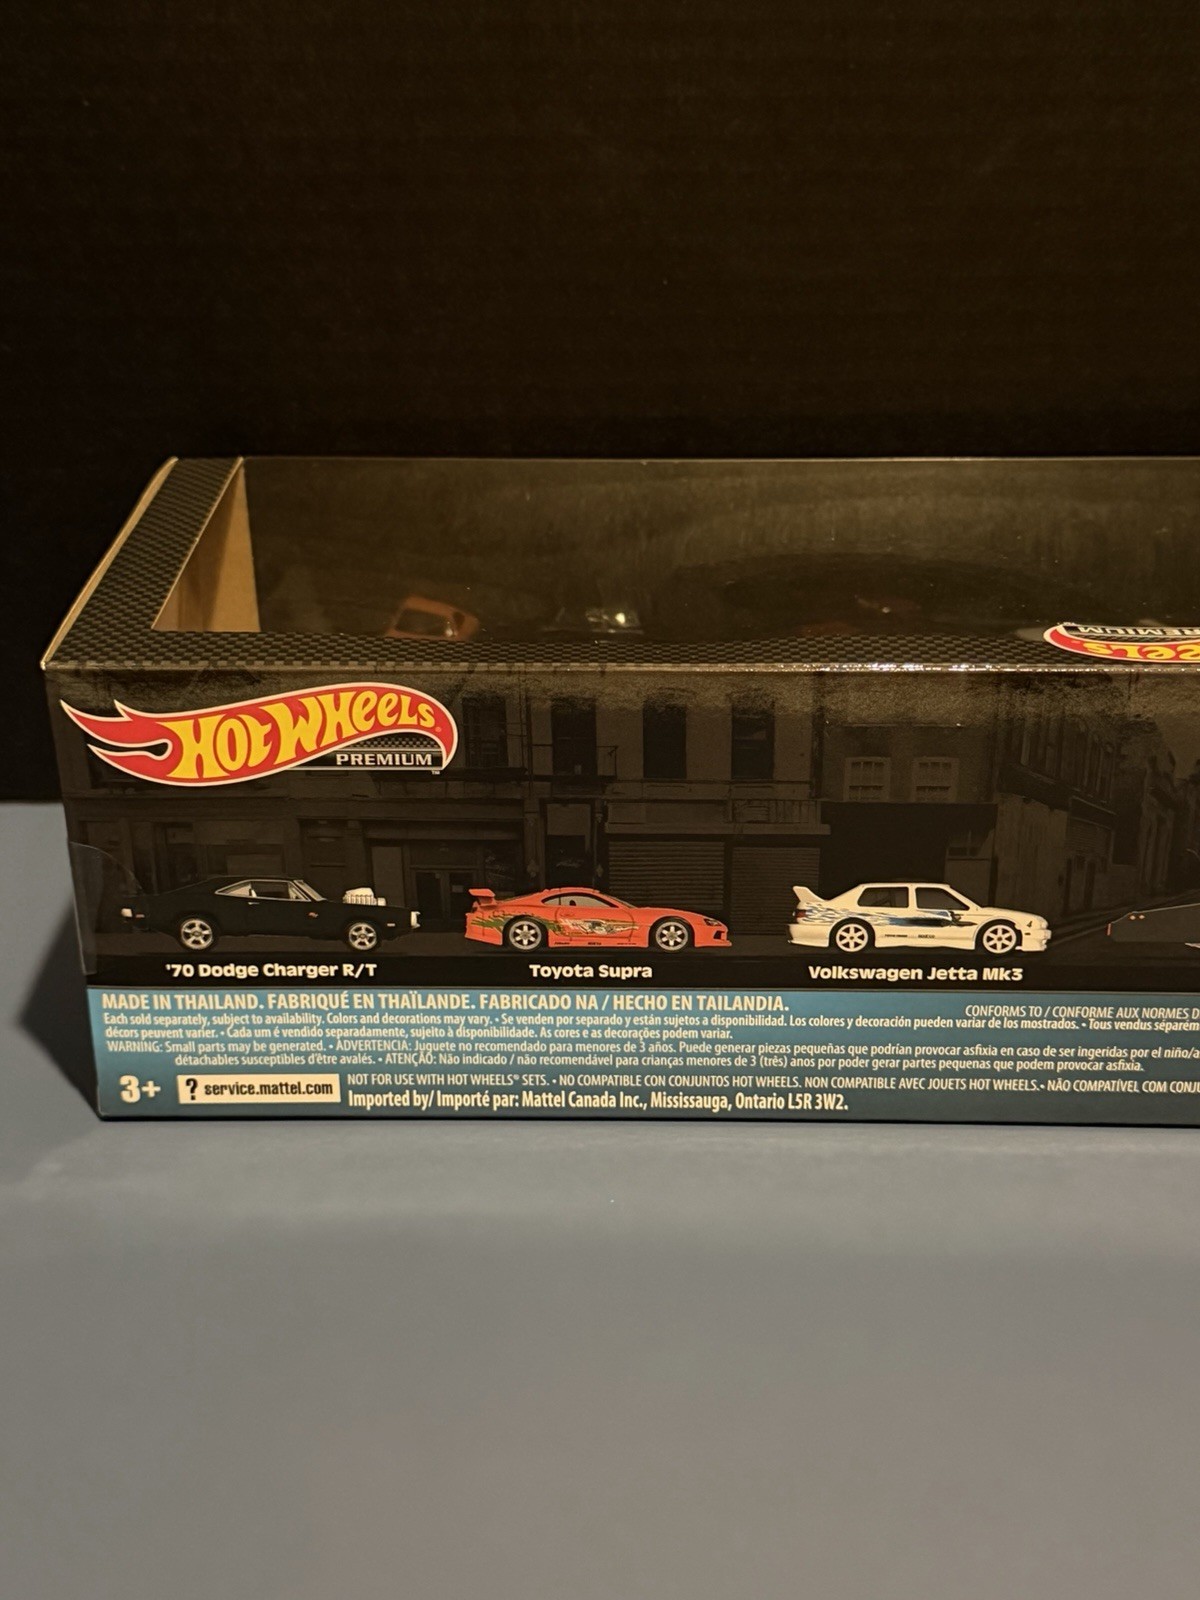 PREMIUM
HOT WHEELS
PREMIUM™
'70 Dodge Charger R/T
Toyota Supra
Volkswagen Jetta Mk3
MADE IN THAILAND. FABRIQUÉ EN THAÏLANDE. FABRICADO NA / HECHO EN TAILANDIA.
CONFORMS TO / CONFORME AUX NORMES
Each sold separately, subject to availability. Colors and decorations may vary. • Se venden por separado y están sujetos a disponibilidad. Los colores y decoración pueden variar de los mostrados. • Tous vendus
décors peuvent varier. • Cada um é vendido separadamente, sujeito à disponibilidade. As cores e as decorações podem variar.
WARNING: Small parts may be generated. • ADVERTENCIA: Juguete no recomendado para menores de 3 años. Puede generar piezas pequeñas que podrían provocar asfixia en caso de ser ingeridas por el
détachables susceptibles d'être avalés. • ATENÇÃO: Não indicado / não recomendável para crianças menores de 3 (três) anos por poder gerar partes pequenas que podem provocar asfixia.
3+
? service.mattel.com
NOT FOR USE WITH HOT WHEELS® SETS. • NO COMPATIBLE CON CONJUNTOS HOT WHEELS. NON COMPATIBLE AVEC JOUETS HOT WHEELS. • NÃO COMPATÍVEL COM
Imported by/ Importé par: Mattel Canada Inc., Mississauga, Ontario L5R 3W2.